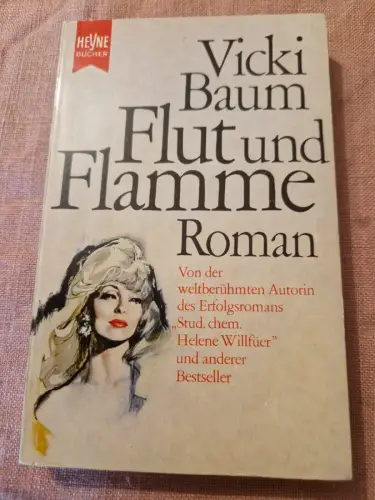 HEYNE
BÜCHER
Vicki
Baum
Flut und
Flamme
Roman
Von der
weltberühmten Autorin
des Erfolgsromans
„Stud. chem.
Helene Willfüer"
und anderer
Bestseller